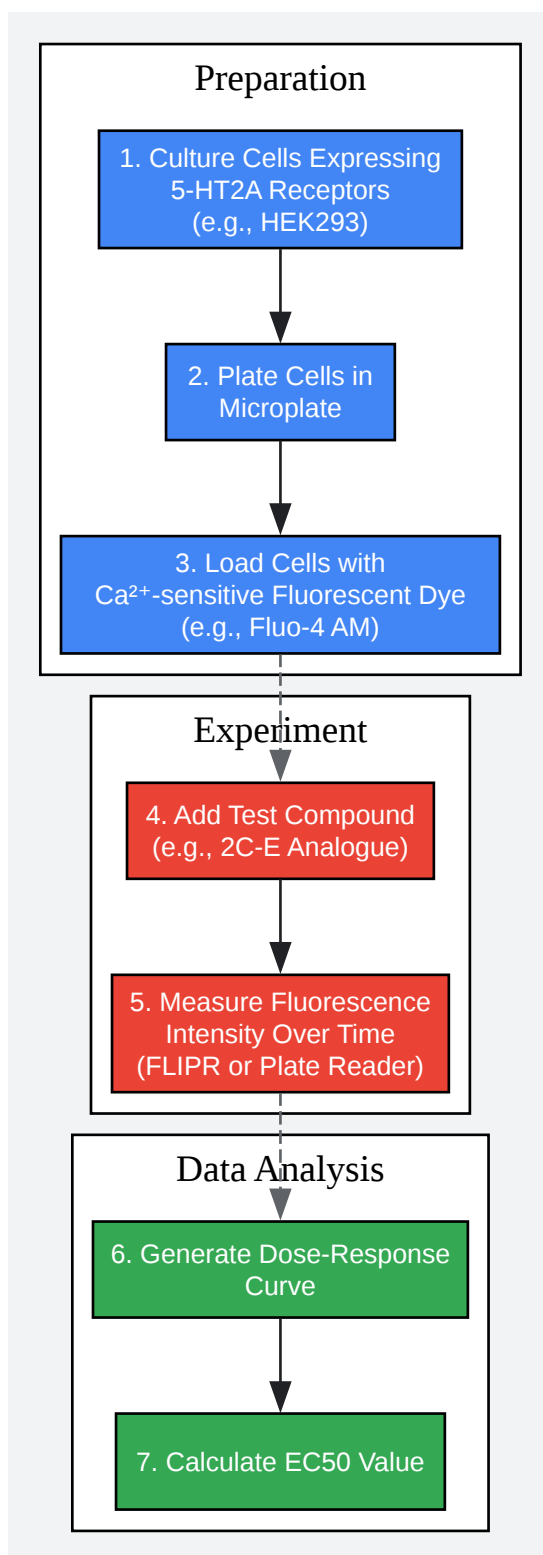 Preparation
1. Culture Cells Expressing
5-HT2A Receptors
(e.g., HEK293)
2. Plate Cells in
Microplate
3. Load Cells with
Ca²⁺-sensitive Fluorescent Dye
(e.g., Fluo-4 AM)
Experiment
4. Add Test Compound
(e.g., 2C-E Analogue)
5. Measure Fluorescence
Intensity Over Time
(FLIPR or Plate Reader)
Data Analysis
6. Generate Dose-Response
Curve
7. Calculate EC50 Value